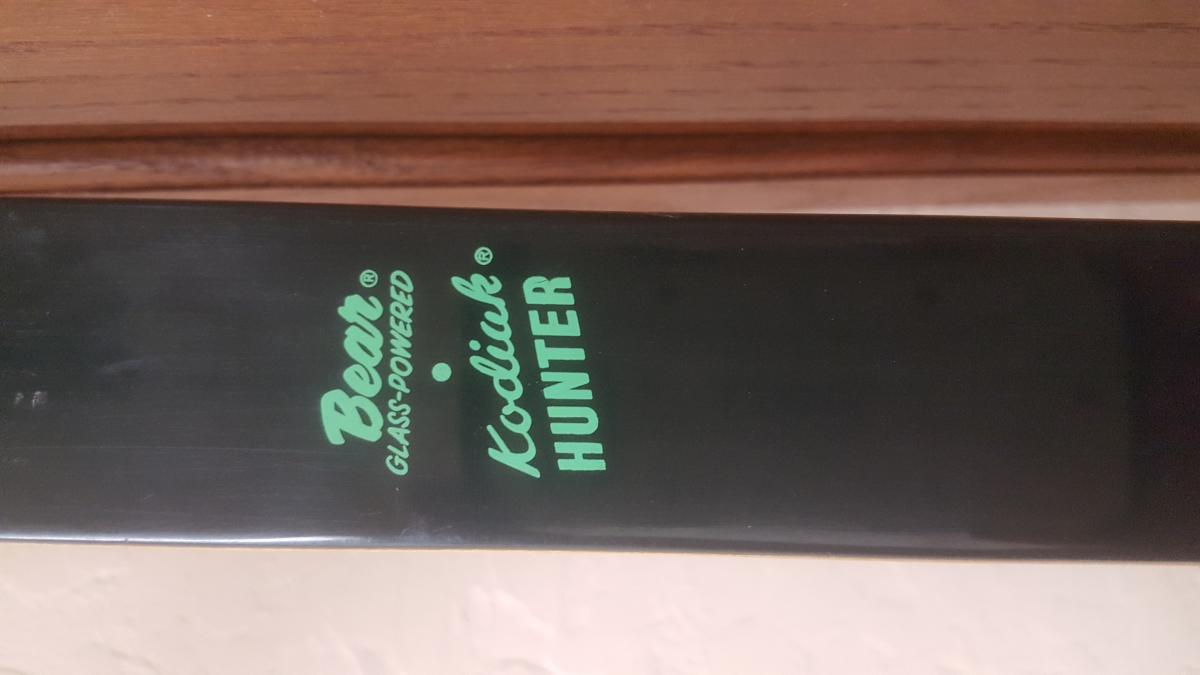 Bear®
GLASS-POWERED
•
Kodiak®
HUNTER